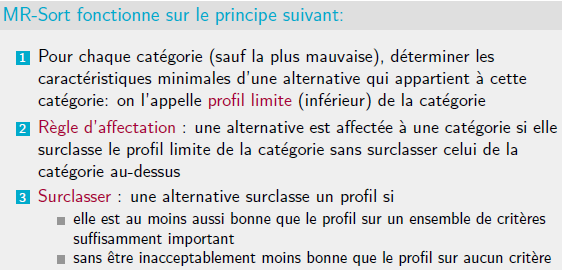 MR-Sort fonctionne sur le principe suivant:
1 Pour chaque catégorie (sauf la plus mauvaise), déterminer les
caractéristiques minimales d'une alternative qui appartient à cette
catégorie: on l'appelle profil limite (inférieur) de la catégorie
2 Règle d'affectation : une alternative est affectée à une catégorie si elle
surclasse le profil limite de la catégorie sans surclasser celui de la
catégorie au-dessus
3 Surclasser : une alternative surclasse un profil si
elle est au moins aussi bonne que le profil sur un ensemble de critères
suffisamment important
sans être inacceptablement moins bonne que le profil sur aucun critère